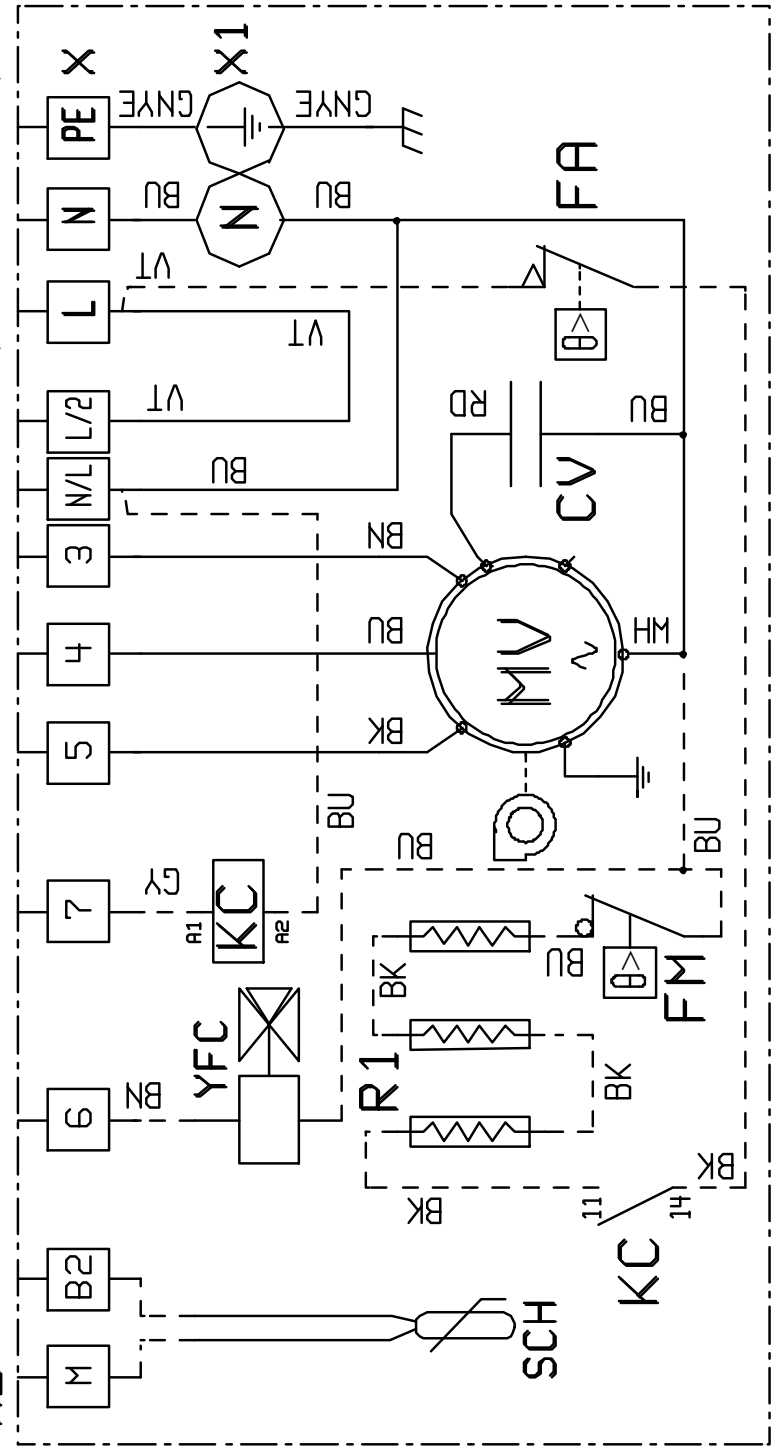 X
X1
PE
GNYE
GNYE
N
BU
N
BU
FA
VT
L
VT
θ>
L/2
VT
RD
BU
N/L
BU
CV
3
BN
4
BU
MV
~
HM
5
BK
BU
BU
BU
7
GY
A1
KC
A2
BK
BU
θ>
FM
YFC
R1
6
BN
BK
BK
BK
11
14
KC
B2
M
SCH